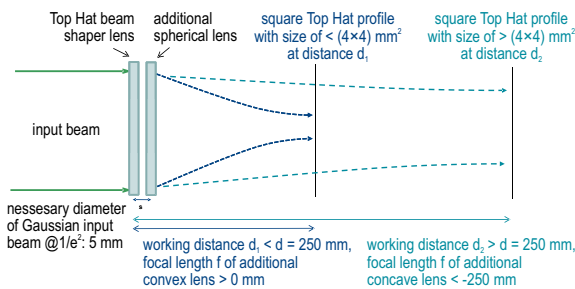 Top Hat beam
shaper lens
additional
spherical lens
square Top Hat profile
with size of < (4×4) mm²
at distance d₁
square Top Hat profile
with size of > (4×4) mm²
at distance d₂
input beam
s
nessesary diameter
of Gaussian input
beam @1/e²: 5 mm
working distance d₁ < d = 250 mm,
focal length f of additional
convex lens > 0 mm
working distance d₂ > d = 250 mm,
focal length f of additional
concave lens < -250 mm